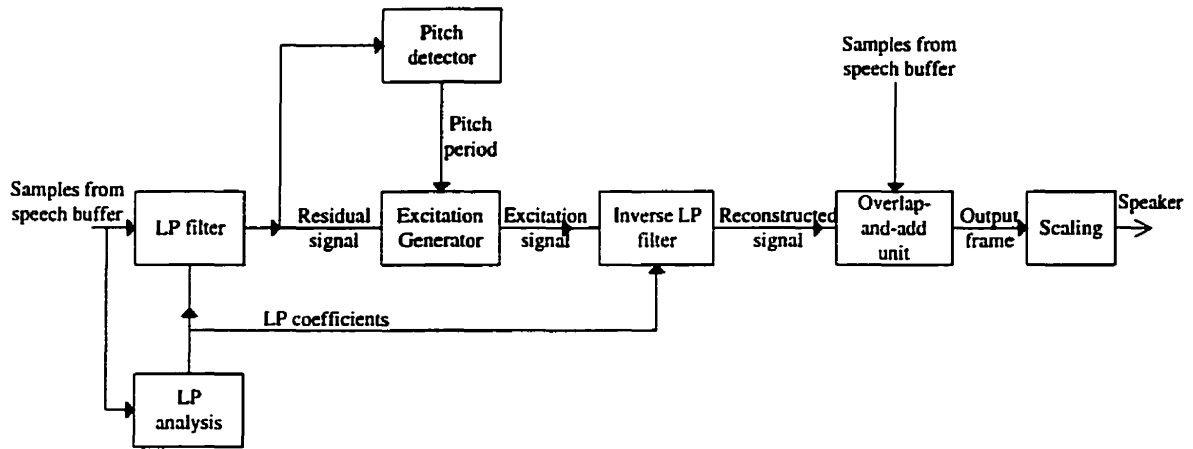 Pitch
detector
Samples from
speech buffer
Pitch
period
Samples from
speech buffer
LP filter
Residual
signal
Excitation
Generator
Excitation
signal
Inverse LP
filter
Reconstructed
signal
Overlap-
and-add
unit
Output
frame
Scaling
Speaker
LP coefficients
LP
analysis